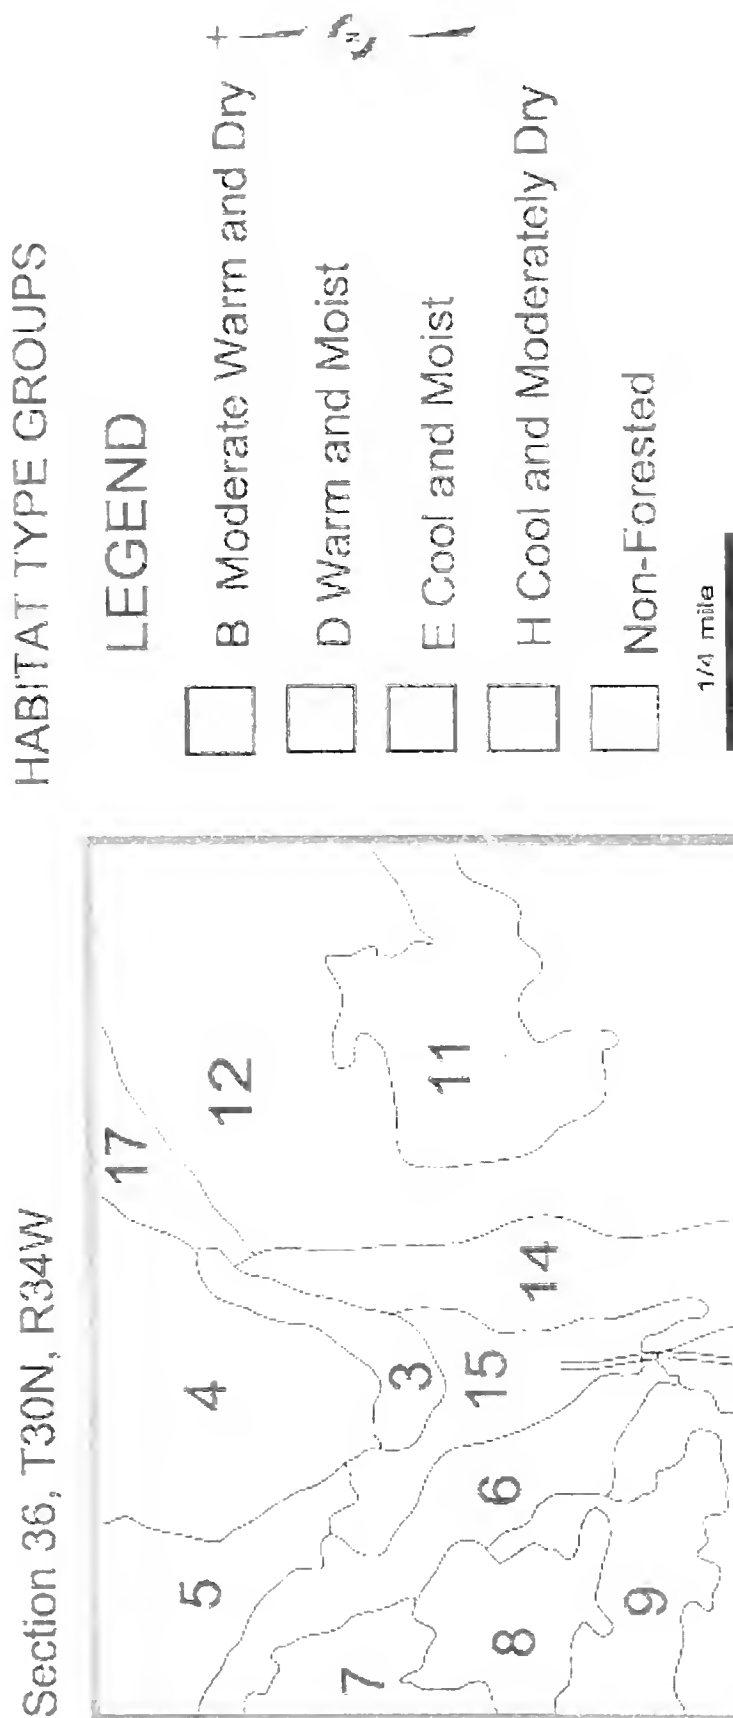 Section 36, T30N, R34W
HABITAT TYPE GROUPS
LEGEND
B Moderate Warm and Dry
D Warm and Moist
E Cool and Moist
H Cool and Moderately Dry
Non-Forested
1/4 mile
N
17
4
12
5
3
11
7
15
14
6
8
9